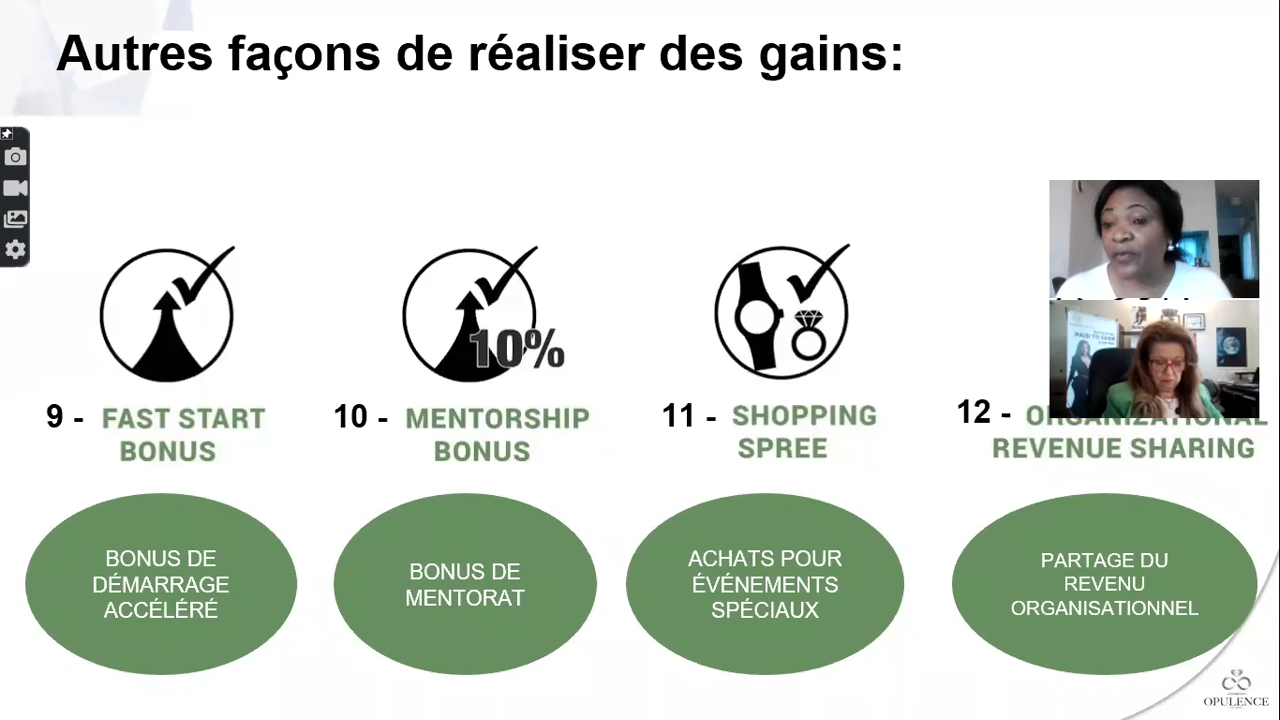 Autres façons de réaliser des gains:
10%
9 - FAST START
BONUS
10 - MENTORSHIP
BONUS
11 - SHOPPING
SPREE
12 - ORGANIZATIONAL
REVENUE SHARING
BONUS DE
DÉMARRAGE
ACCÉLÉRÉ
BONUS DE
MENTORAT
ACHATS POUR
ÉVÉNEMENTS
SPÉCIAUX
PARTAGE DU
REVENU
ORGANISATIONNEL
OPULENCE